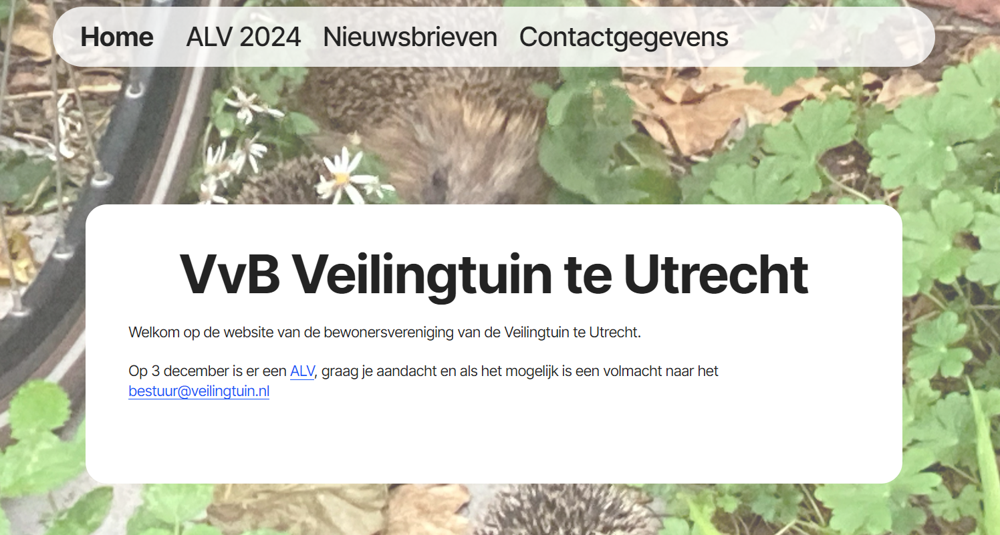 Home ALV 2024 Nieuwsbrieven Contactgegevens
VvB Veilingtuin te Utrecht
Welkom op de website van de bewonersvereniging van de Veilingtuin te Utrecht.
Op 3 december is er een ALV, graag je aandacht en als het mogelijk is een volmacht naar het
bestuur@veilingtuin.nl